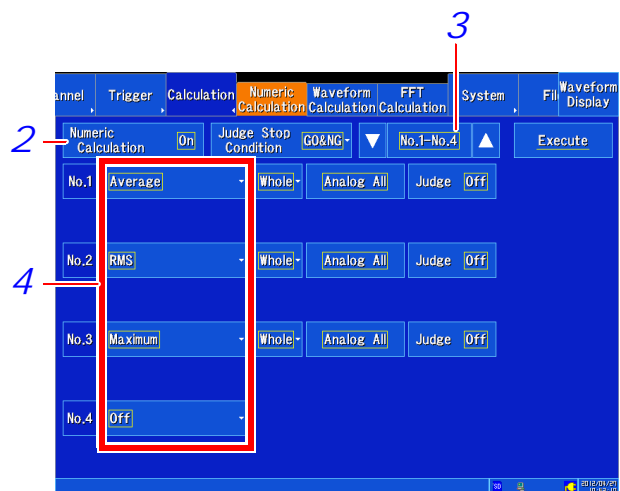 3
annel Trigger Calculation Numeric Calculation Waveform Calculation FFT Calculation System Fil Waveform Display
2
Numeric Calculation On Judge Stop Condition GO&NG No.1-No.4 Execute
No.1 Average Whole Analog All Judge Off
No.2 RMS Whole Analog All Judge Off
4
No.3 Maximum Whole Analog All Judge Off
No.4 Off
SD